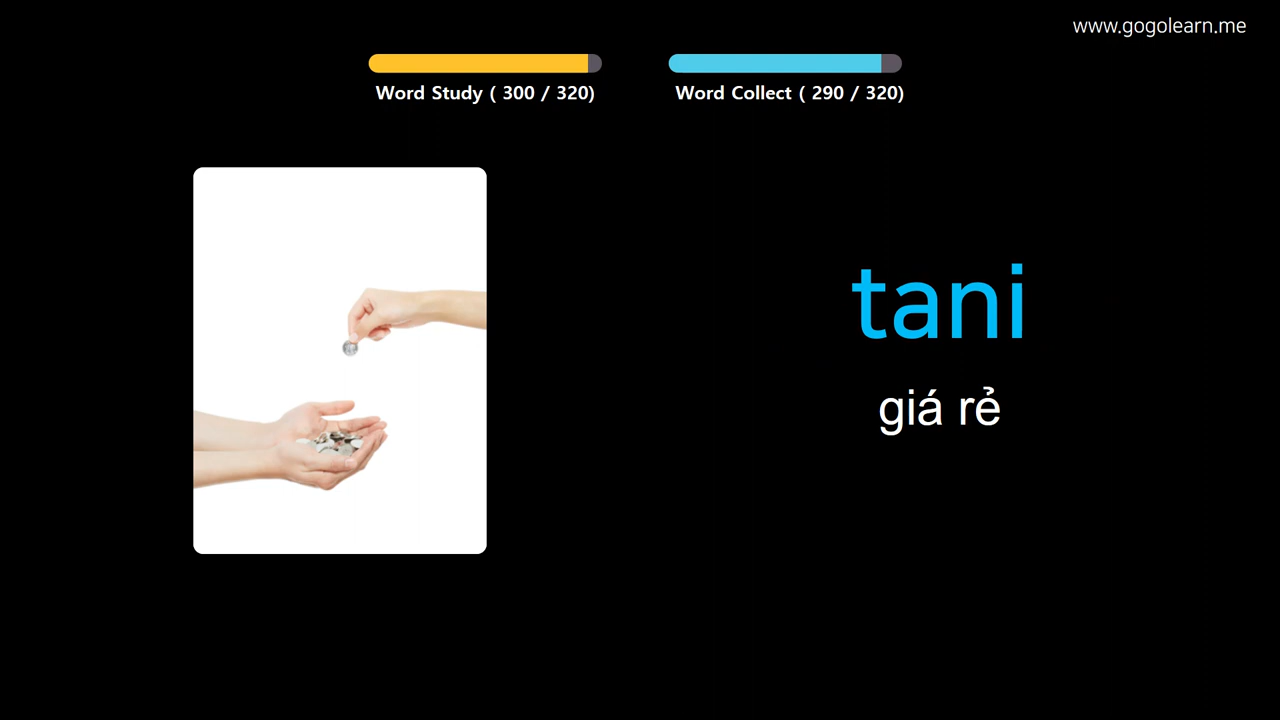 www.gogolearn.me
Word Study ( 300 / 320)
Word Collect ( 290 / 320)
tani
giá rẻ